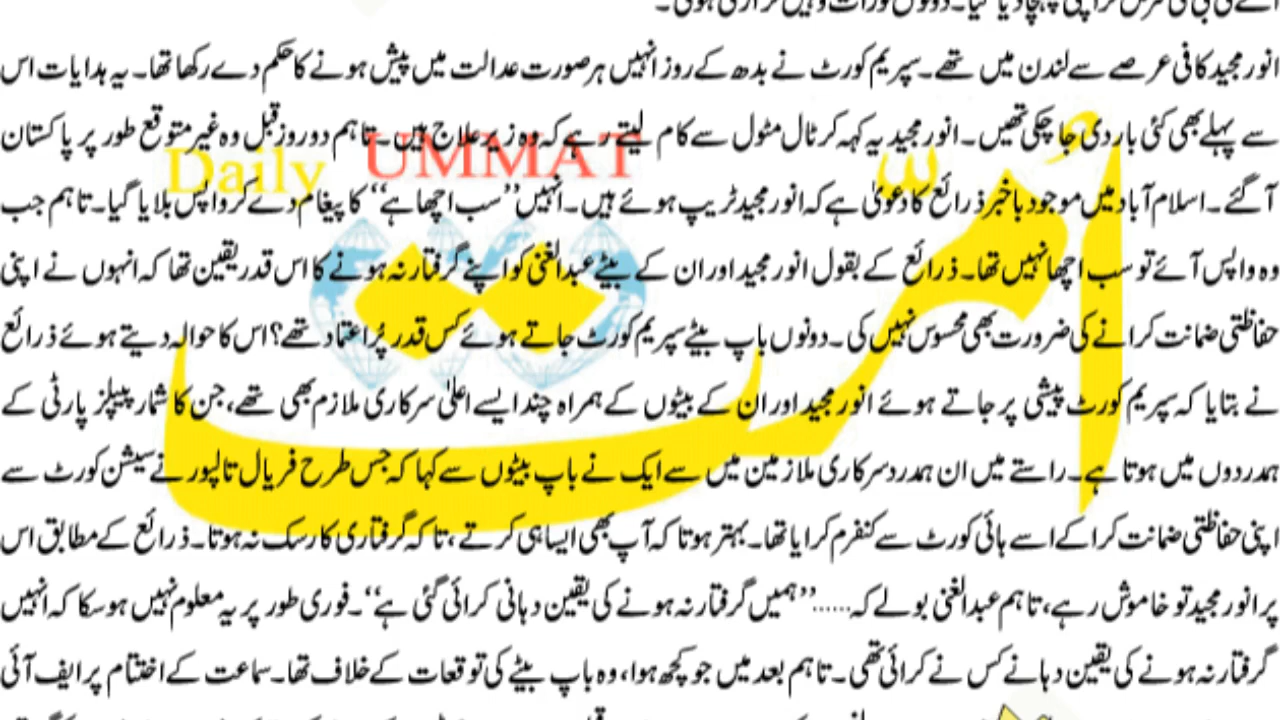 انور مجید کافی عرصے سے لندن میں تھے۔ سپریم کورٹ نے بدھ کے روز انہیں ہر صورت عدالت میں پیش ہونے کا حکم دے رکھا تھا۔ یہ ہدایات اس
سے پہلے بھی کئی بار دی جا چکی تھیں۔ انور مجید یہ کہہ کر ٹال مٹول سے کام لیتے رہے کہ وہ زیر علاج ہیں۔ تاہم دو روز قبل وہ غیر متوقع طور پر پاکستان
آگئے۔ اسلام آباد میں موجود باخبر ذرائع کا دعویٰ ہے کہ انور مجید ٹریپ ہوئے ہیں۔ انہیں ’’سب اچھا ہے‘‘ کا پیغام دے کر واپس بلایا گیا۔ تاہم جب
وہ واپس آئے تو سب اچھا نہیں تھا۔ ذرائع کے بقول انور مجید اور ان کے بیٹے عبدالغنی کو اپنے گرفتار نہ ہونے کا اس قدر یقین تھا کہ انہوں نے اپنی
حفاظتی ضمانت کرانے کی ضرورت بھی محسوس نہیں کی۔ دونوں باپ بیٹے سپریم کورٹ جاتے ہوئے کس قدر پُراعتماد تھے؟ اس کا حوالہ دیتے ہوئے ذرائع
نے بتایا کہ سپریم کورٹ پیشی پر جاتے ہوئے انور مجید اور ان کے بیٹوں کے ہمراہ چند ایسے اعلیٰ سرکاری ملازم بھی تھے، جن کا شمار پیپلز پارٹی کے
ہمدردوں میں ہوتا ہے۔ راستے میں ان ہمدرد سرکاری ملازمین میں سے ایک نے باپ بیٹوں سے کہا کہ جس طرح فریال تالپور نے سیشن کورٹ سے
اپنی حفاظتی ضمانت کرا کے اسے ہائی کورٹ سے کنفرم کرایا تھا۔ بہتر ہوتا کہ آپ بھی ایسا ہی کرتے، تاکہ گرفتاری کا رسک نہ ہوتا۔ ذرائع کے مطابق اس
پر انور مجید تو خاموش رہے، تاہم عبدالغنی بولے کہ...... ’’ہمیں گرفتار نہ ہونے کی یقین دہانی کرائی گئی ہے‘‘۔ فوری طور پر یہ معلوم نہیں ہوسکا کہ انہیں
گرفتار نہ ہونے کی یقین دہانے کس نے کرائی تھی۔ تاہم بعد میں جو کچھ ہوا، وہ باپ بیٹے کی توقعات کے خلاف تھا۔ سماعت کے اختتام پر ایف آئی
Daily UMMAT
اُمّت